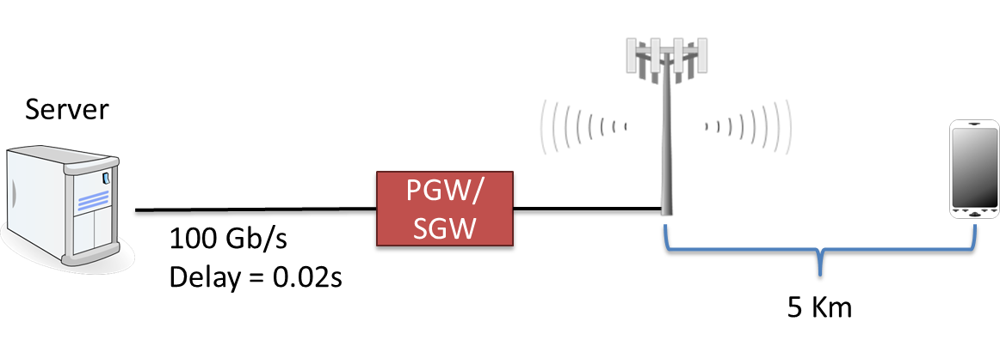 Server
PGW/
SGW
100 Gb/s
Delay = 0.02s
5 Km